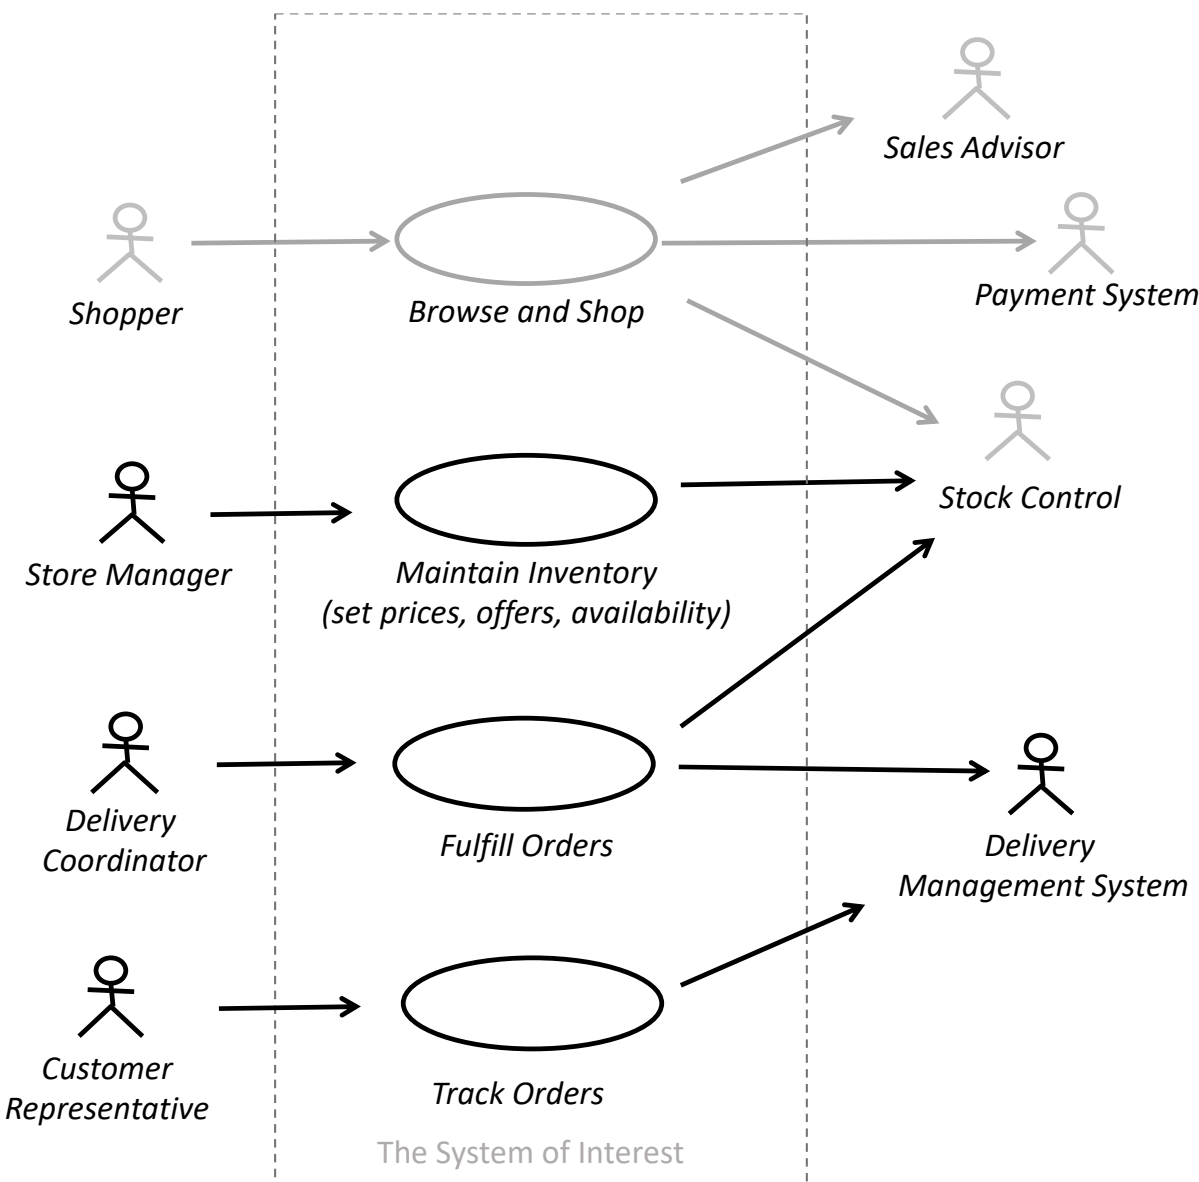 Sales Advisor
Shopper
Browse and Shop
Payment System
Stock Control
Store Manager
Maintain Inventory
(set prices, offers, availability)
Delivery
Coordinator
Fulfill Orders
Delivery
Management System
Customer
Representative
Track Orders
The System of Interest